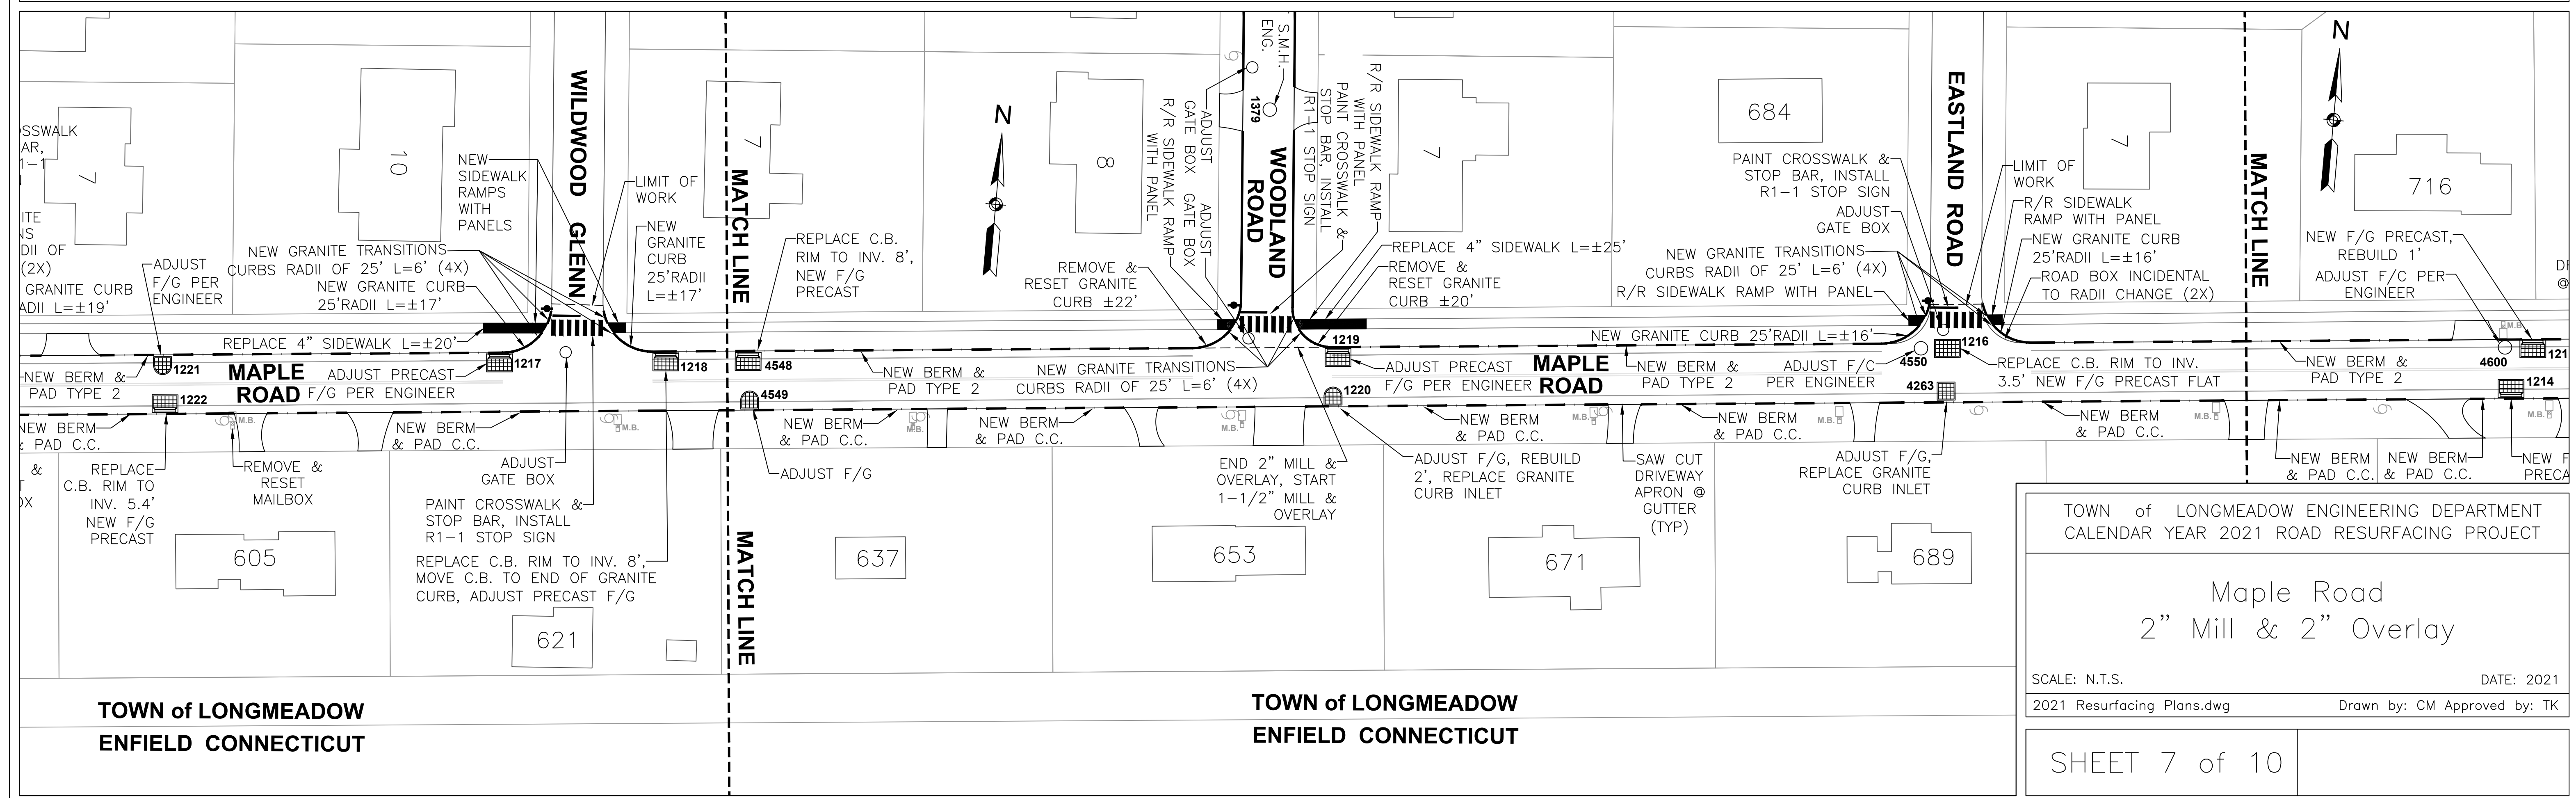 SSWALK
AR,
1-1
7
ITE
NS
DII OF
(2X)
GRANITE CURB
ADII L=±19'
ADJUST
F/G PER
ENGINEER
10
NEW
SIDEWALK
RAMPS
WITH
PANELS
NEW GRANITE TRANSITIONS
CURBS RADII OF 25' L=6' (4X)
NEW GRANITE CURB
25'RADII L=±17'
REPLACE 4" SIDEWALK L=±20'
WILDWOOD GLENN
LIMIT OF
WORK
NEW
GRANITE
CURB
25'RADII
L=±17'
7
MATCH LINE
N
REPLACE C.B.
RIM TO INV. 8',
NEW F/G
PRECAST
8
REMOVE &
RESET GRANITE
CURB ±22'
R/R SIDEWALK RAMP
WITH PANEL
ADJUST
GATE BOX
ADJUST
GATE BOX
1379
S.M.H.
ENG.
WOODLAND
ROAD
PAINT CROSSWALK &
STOP BAR, INSTALL
R1-1 STOP SIGN
R/R SIDEWALK RAMP
WITH PANEL
7
REPLACE 4" SIDEWALK L=±25'
REMOVE &
RESET GRANITE
CURB ±20'
684
PAINT CROSSWALK &
STOP BAR, INSTALL
R1-1 STOP SIGN
ADJUST
GATE BOX
NEW GRANITE TRANSITIONS
CURBS RADII OF 25' L=6' (4X)
R/R SIDEWALK RAMP WITH PANEL
NEW GRANITE CURB 25'RADII L=±16'
EASTLAND ROAD
LIMIT OF
WORK
R/R SIDEWALK
RAMP WITH PANEL
NEW GRANITE CURB
25'RADII L=±16'
ROAD BOX INCIDENTAL
TO RADII CHANGE (2X)
7
MATCH LINE
N
716
NEW F/G PRECAST,
REBUILD 1'
ADJUST F/C PER
ENGINEER
M.B.
NEW BERM &
PAD TYPE 2
1221
1222
MAPLE
ROAD
ADJUST PRECAST
F/G PER ENGINEER
1217
1218
4548
4549
NEW BERM &
PAD TYPE 2
NEW GRANITE TRANSITIONS
CURBS RADII OF 25' L=6' (4X)
1219
ADJUST PRECAST
F/G PER ENGINEER
1220
MAPLE
ROAD
NEW BERM &
PAD TYPE 2
ADJUST F/C
PER ENGINEER
4550
1216
4263
REPLACE C.B. RIM TO INV.
3.5' NEW F/G PRECAST FLAT
NEW BERM &
PAD TYPE 2
4600
121
1214
NEW BERM
& PAD C.C.
M.B.
NEW BERM
& PAD C.C.
M.B.
NEW BERM
& PAD C.C.
M.B.
NEW BERM
& PAD C.C.
M.B.
NEW BERM
& PAD C.C.
M.B.
NEW BERM
& PAD C.C.
M.B.
NEW BERM
& PAD C.C.
M.B.
NEW BERM
& PAD C.C.
NEW BERM
& PAD C.C.
M.B.
NEW F
PRECA
&
REPLACE
C.B. RIM TO
INV. 5.4'
NEW F/G
PRECAST
REMOVE &
RESET
MAILBOX
605
ADJUST
GATE BOX
PAINT CROSSWALK &
STOP BAR, INSTALL
R1-1 STOP SIGN
REPLACE C.B. RIM TO INV. 8',
MOVE C.B. TO END OF GRANITE
CURB, ADJUST PRECAST F/G
621
ADJUST F/G
MATCH LINE
637
653
END 2" MILL &
OVERLAY, START
1-1/2" MILL &
OVERLAY
ADJUST F/G, REBUILD
2', REPLACE GRANITE
CURB INLET
SAW CUT
DRIVEWAY
APRON @
GUTTER
(TYP)
671
ADJUST F/G,
REPLACE GRANITE
CURB INLET
689
TOWN of LONGMEADOW
ENFIELD CONNECTICUT
TOWN of LONGMEADOW
ENFIELD CONNECTICUT
TOWN of LONGMEADOW ENGINEERING DEPARTMENT
CALENDAR YEAR 2021 ROAD RESURFACING PROJECT
Maple Road
2" Mill & 2" Overlay
SCALE: N.T.S.
DATE: 2021
2021 Resurfacing Plans.dwg
Drawn by: CM Approved by: TK
SHEET 7 of 10